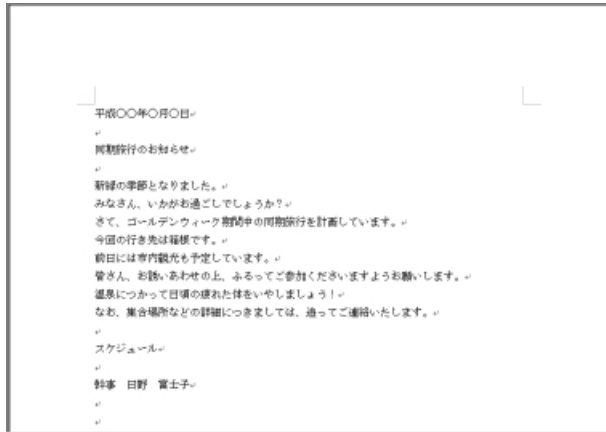 平成〇〇年〇月〇日
同期旅行のお知らせ
新緑の季節となりました。
みなさん、いかがお過ごしでしょうか？
さて、ゴールデンウィーク期間中の同期旅行を計画しています。
今回の行き先は箱根です。
前日には市内観光も予定しています。
皆さん、お誘いあわせの上、ふるってご参加くださいますようお願いします。
温泉につかって日頃の疲れた体をいやしましょう！
なお、集合場所などの詳細につきましては、追ってご連絡いたします。
スケジュール
幹事　日野　富士子